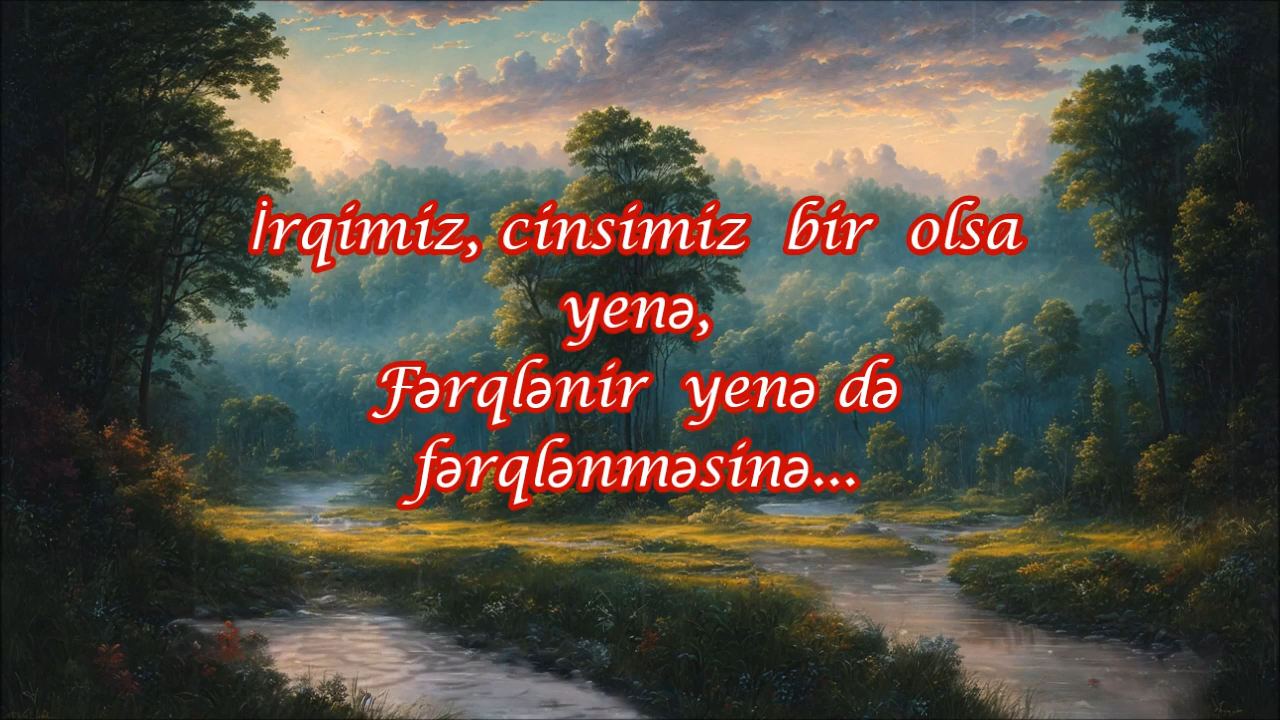 İrqimiz, cinsimiz bir olsa
yenə,
Fərqlənir yenə də
fərqlənməsinə...